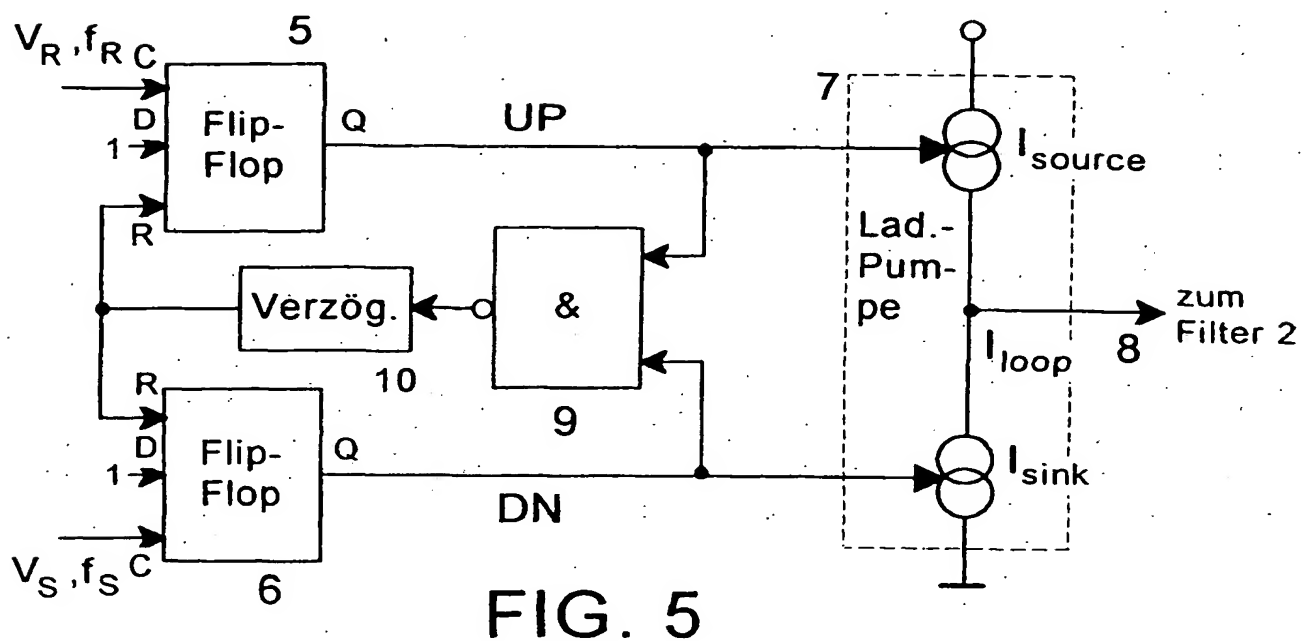 5
V_R ,f_R C
D
1
R
Flip-
Flop
Q
UP
7
I_source
Lad.-
Pum-
pe
Verzög.
10
&
9
I_loop
8
zum
Filter 2
R
D
1
V_S ,f_S C
Flip-
Flop
Q
DN
6
I_sink
FIG. 5